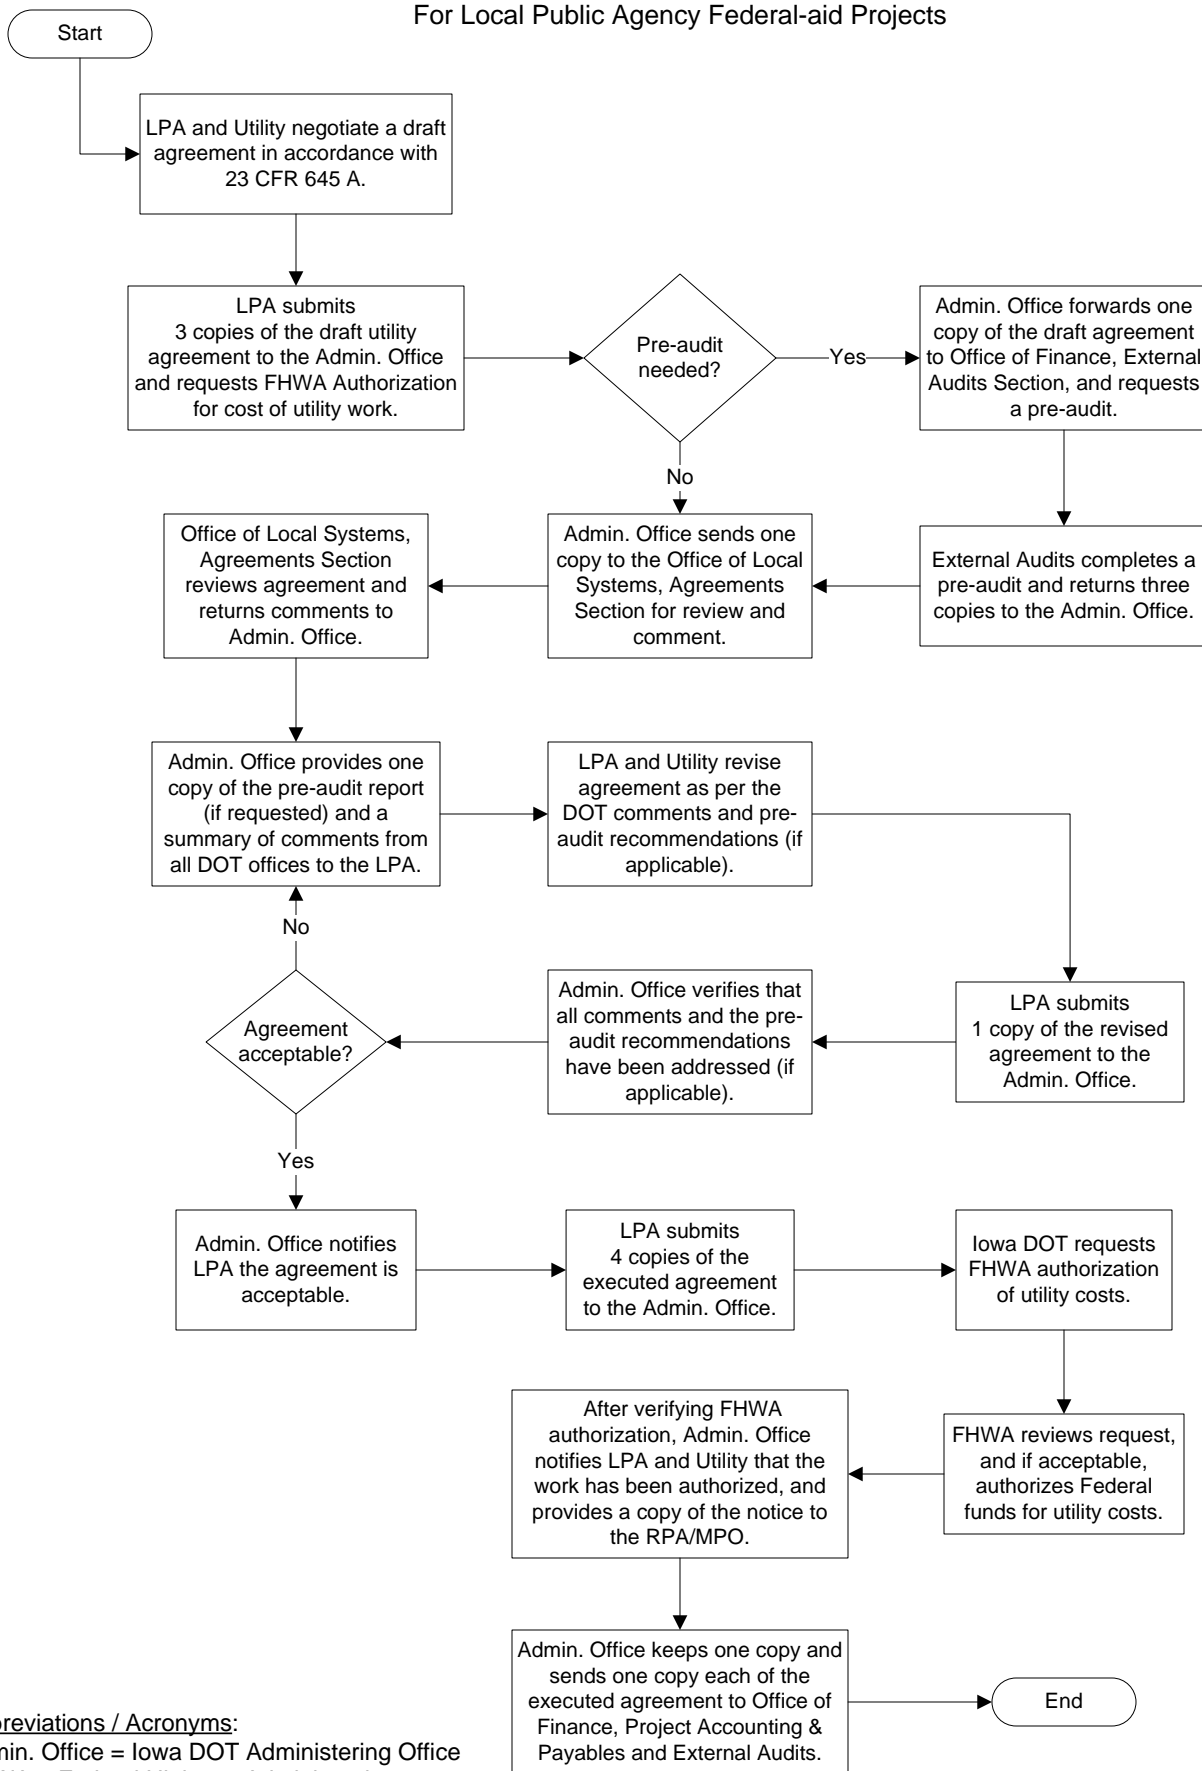 For Local Public Agency Federal-aid Projects
Start
LPA and Utility negotiate a draft
agreement in accordance with
23 CFR 645 A.
LPA submits
3 copies of the draft utility
agreement to the Admin. Office
and requests FHWA Authorization
for cost of utility work.
Pre-audit
needed?
Yes
Admin. Office forwards one
copy of the draft agreement
to Office of Finance, External
Audits Section, and requests
a pre-audit.
No
Office of Local Systems,
Agreements Section
reviews agreement and
returns comments to
Admin. Office.
Admin. Office sends one
copy to the Office of Local
Systems, Agreements
Section for review and
comment.
External Audits completes a
pre-audit and returns three
copies to the Admin. Office.
Admin. Office provides one
copy of the pre-audit report
(if requested) and a
summary of comments from
all DOT offices to the LPA.
LPA and Utility revise
agreement as per the
DOT comments and pre-
audit recommendations (if
applicable).
No
Agreement
acceptable?
Admin. Office verifies that
all comments and the pre-
audit recommendations
have been addressed (if
applicable).
LPA submits
1 copy of the revised
agreement to the
Admin. Office.
Yes
Admin. Office notifies
LPA the agreement is
acceptable.
LPA submits
4 copies of the
executed agreement
to the Admin. Office.
Iowa DOT requests
FHWA authorization
of utility costs.
After verifying FHWA
authorization, Admin. Office
notifies LPA and Utility that the
work has been authorized, and
provides a copy of the notice to
the RPA/MPO.
FHWA reviews request,
and if acceptable,
authorizes Federal
funds for utility costs.
Admin. Office keeps one copy and
sends one copy each of the
executed agreement to Office of
Finance, Project Accounting &
Payables and External Audits.
End
reviations / Acronyms:
min. Office = Iowa DOT Administering Office